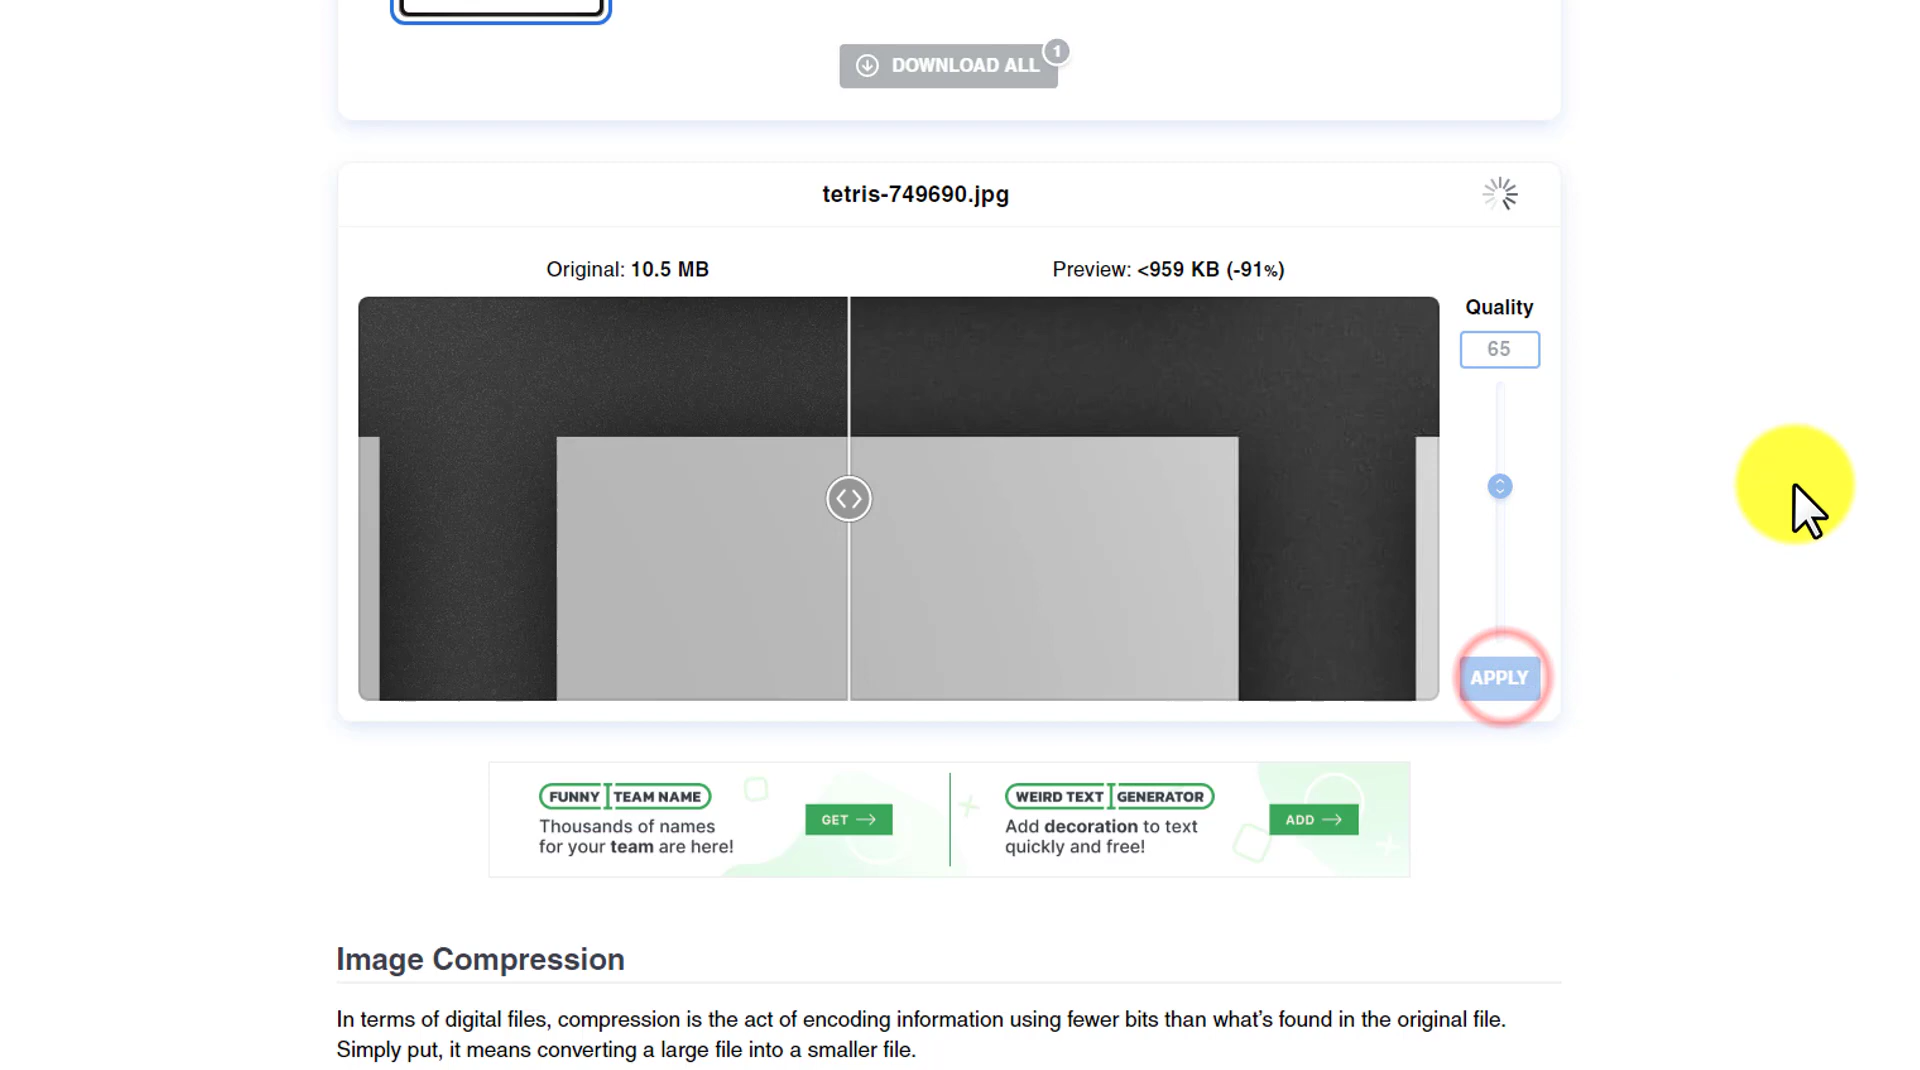 DOWNLOAD ALL
1
tetris-749690.jpg
Original: 10.5 MB
Preview: <959 KB (-91%)
Quality
65
APPLY
FUNNY TEAM NAME
Thousands of names
for your team are here!
GET
WEIRD TEXT GENERATOR
Add decoration to text
quickly and free!
ADD
Image Compression
In terms of digital files, compression is the act of encoding information using fewer bits than what’s found in the original file.
Simply put, it means converting a large file into a smaller file.